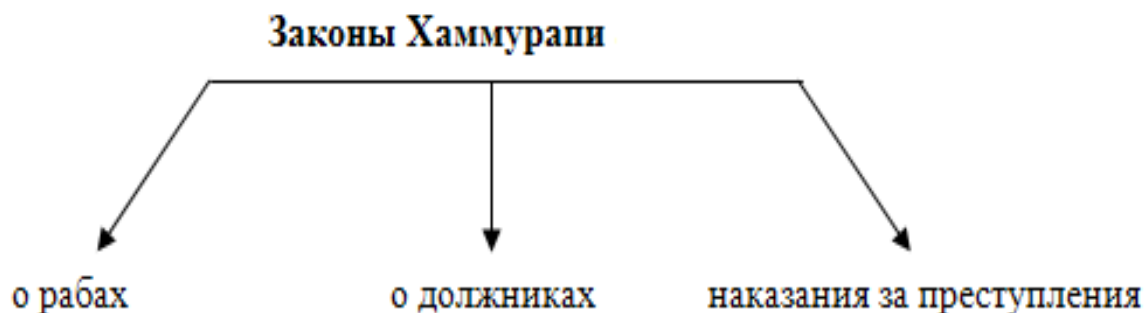 Законы Хаммурапи
о рабах о должниках наказания за преступления